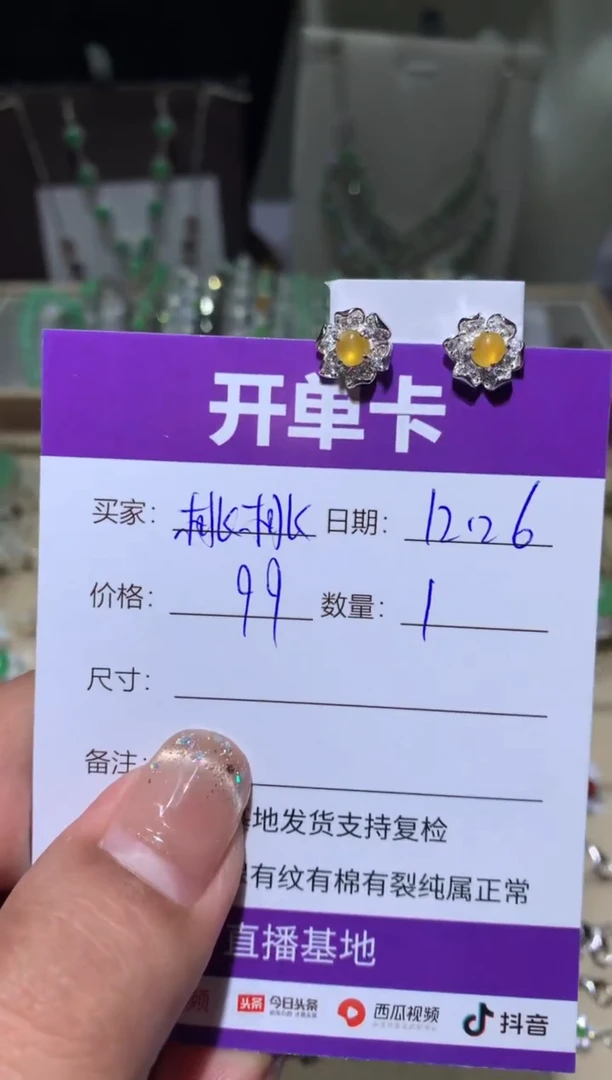 开单卡
买家：桃桃 日期：12.26
价格：99 数量：1
尺寸：
备注：
基地发货支持复检
有纹有棉有裂纯属正常
直播基地
频 头条 今日头条 西瓜视频 抖音